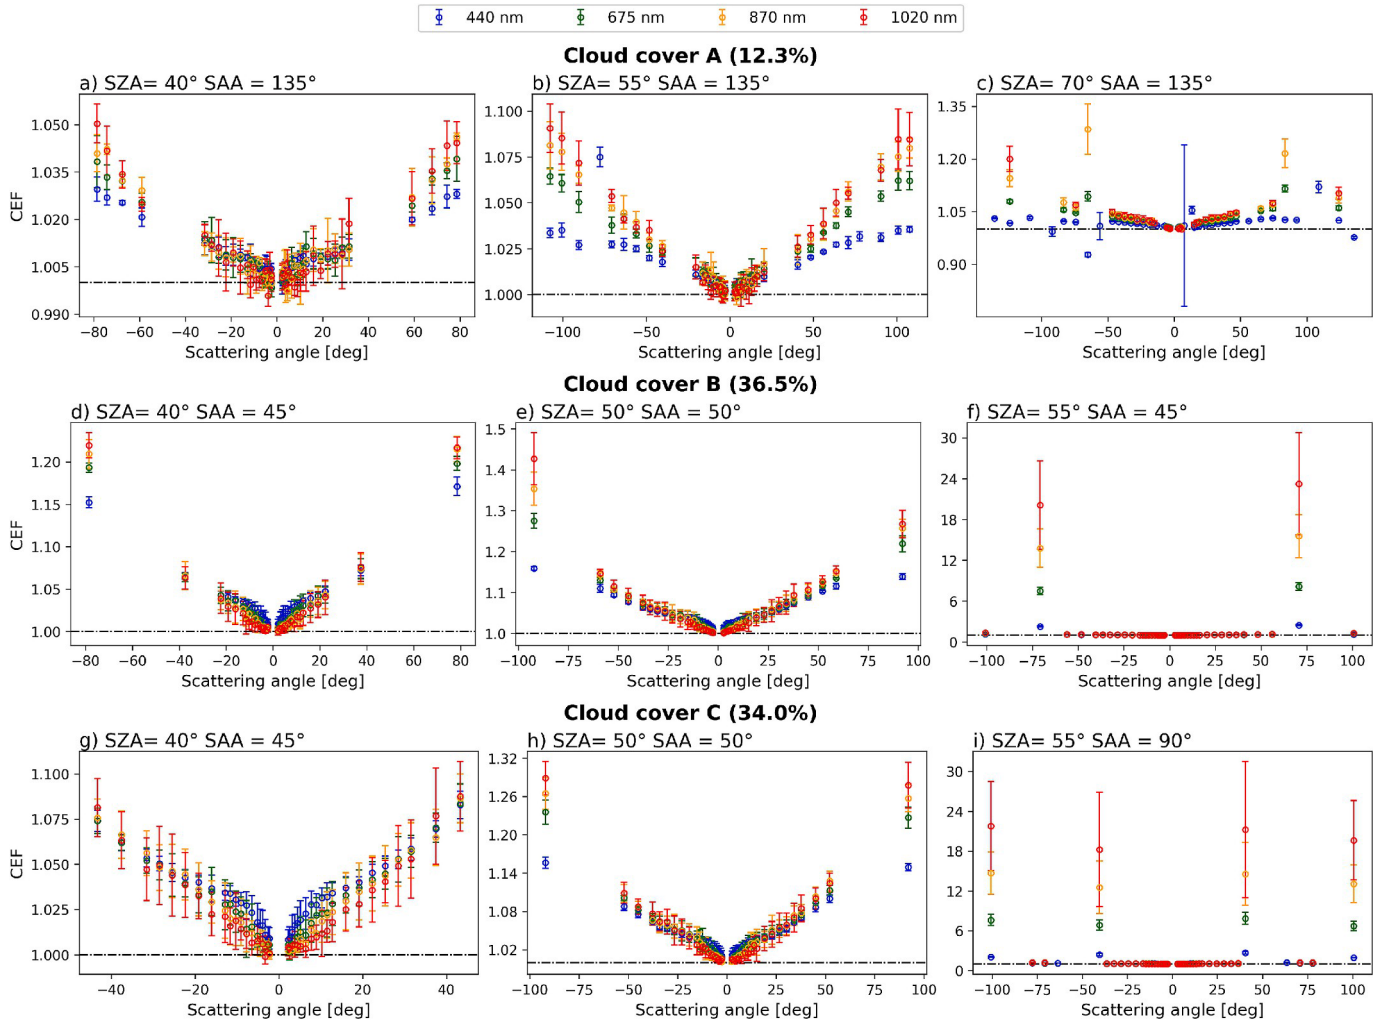 440 nm 675 nm 870 nm 1020 nm
Cloud cover A (12.3%)
a) SZA= 40° SAA = 135°
b) SZA= 55° SAA = 135°
c) SZA= 70° SAA = 135°
CEF
1.050
1.035
1.020
1.005
0.990
1.100
1.075
1.050
1.025
1.000
1.35
1.20
1.05
0.90
−80 −60 −40 −20 0 20 40 60 80
−100 −50 0 50 100
−100 −50 0 50 100
Scattering angle [deg]
Scattering angle [deg]
Scattering angle [deg]
Cloud cover B (36.5%)
d) SZA= 40° SAA = 45°
e) SZA= 50° SAA = 50°
f) SZA= 55° SAA = 45°
CEF
1.20
1.15
1.10
1.05
1.00
1.5
1.4
1.3
1.2
1.1
1.0
30
24
18
12
6
0
−80 −60 −40 −20 0 20 40 60 80
−100 −75 −50 −25 0 25 50 75 100
−100 −75 −50 −25 0 25 50 75 100
Scattering angle [deg]
Scattering angle [deg]
Scattering angle [deg]
Cloud cover C (34.0%)
g) SZA= 40° SAA = 45°
h) SZA= 50° SAA = 50°
i) SZA= 55° SAA = 90°
CEF
1.100
1.075
1.050
1.025
1.000
1.32
1.26
1.20
1.14
1.08
1.02
30
24
18
12
6
0
−40 −20 0 20 40
−100 −75 −50 −25 0 25 50 75 100
−100 −75 −50 −25 0 25 50 75 100
Scattering angle [deg]
Scattering angle [deg]
Scattering angle [deg]